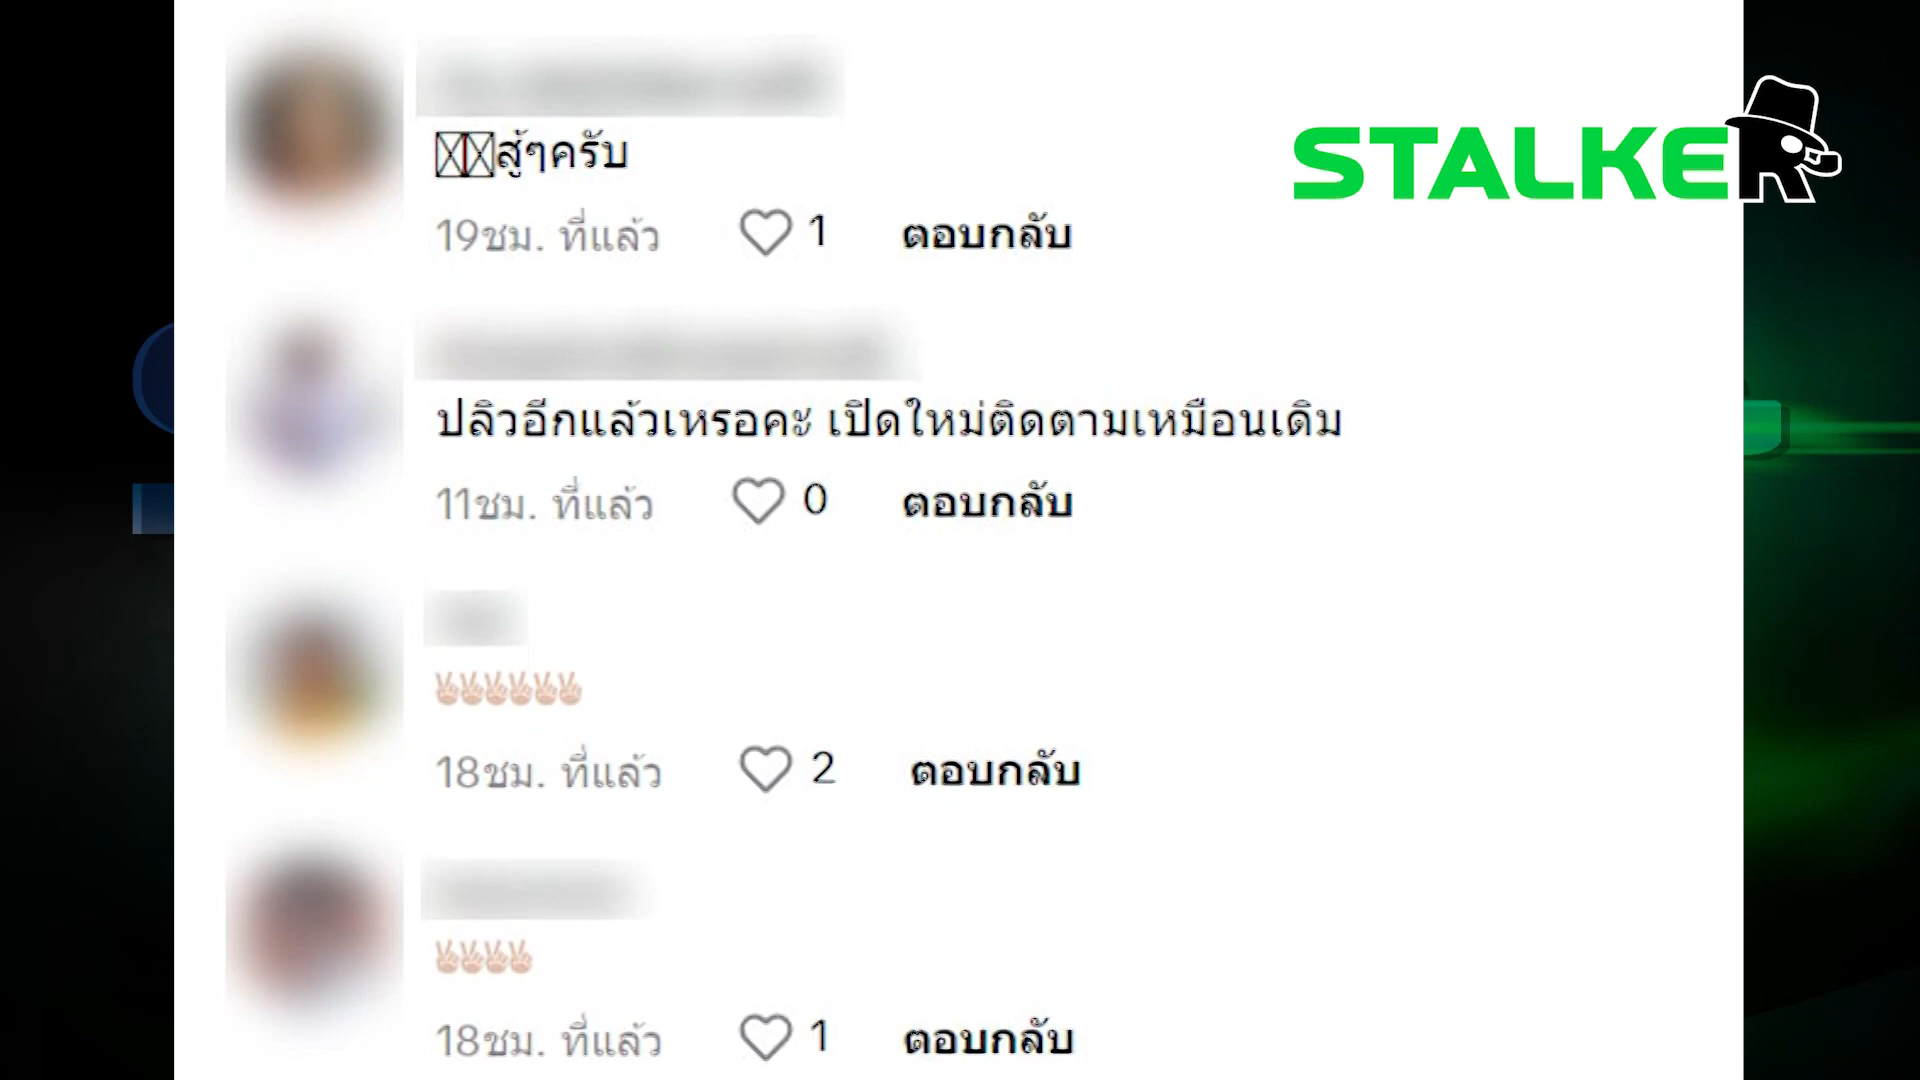 STALKER
สู้ๆครับ
19ชม. ที่แล้ว 1 ตอบกลับ
ปลิวอีกแล้วเหรอคะ เปิดใหม่ติดตามเหมือนเดิม
11ชม. ที่แล้ว 0 ตอบกลับ
✌🏻✌🏻✌🏻✌🏻✌🏻✌🏻
18ชม. ที่แล้ว 2 ตอบกลับ
✌🏻✌🏻✌🏻✌🏻
18ชม. ที่แล้ว 1 ตอบกลับ